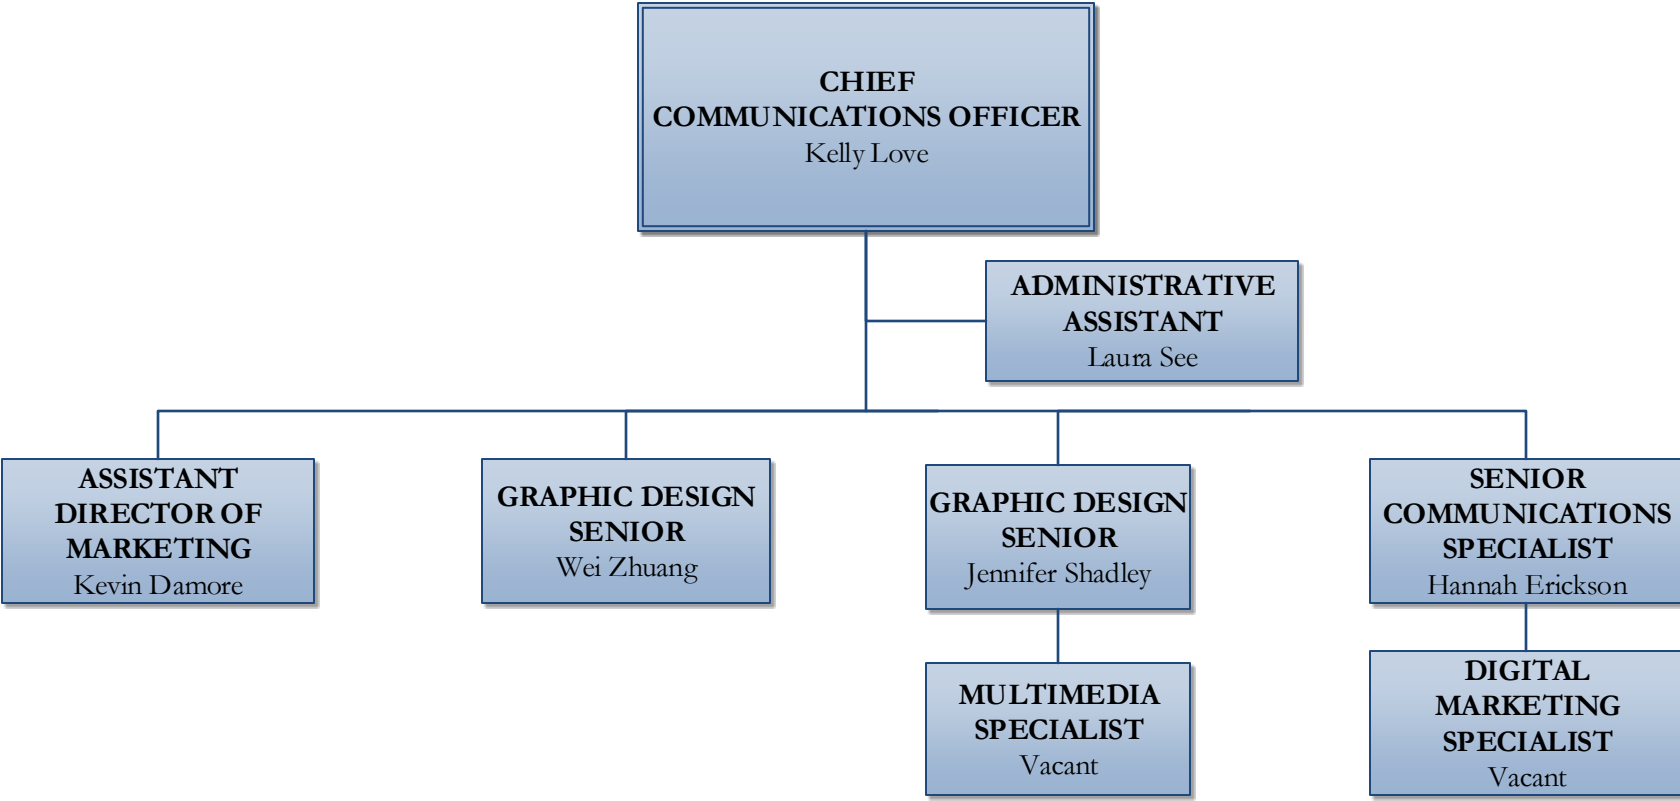 CHIEF
COMMUNICATIONS OFFICER
Kelly Love
ADMINISTRATIVE
ASSISTANT
Laura See
ASSISTANT
DIRECTOR OF
MARKETING
Kevin Damore
GRAPHIC DESIGN
SENIOR
Wei Zhuang
GRAPHIC DESIGN
SENIOR
Jennifer Shadley
SENIOR
COMMUNICATIONS
SPECIALIST
Hannah Erickson
MULTIMEDIA
SPECIALIST
Vacant
DIGITAL
MARKETING
SPECIALIST
Vacant